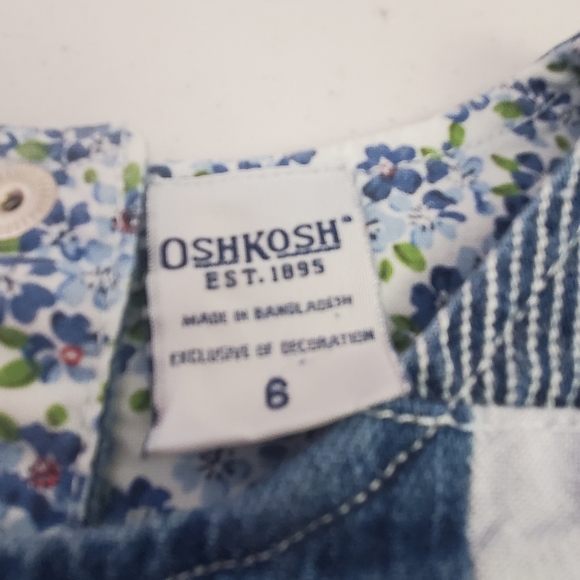 OSHKOSH®
EST. 1895
MADE IN BANGLADESH
EXCLUSIVE OF DECORATION
6